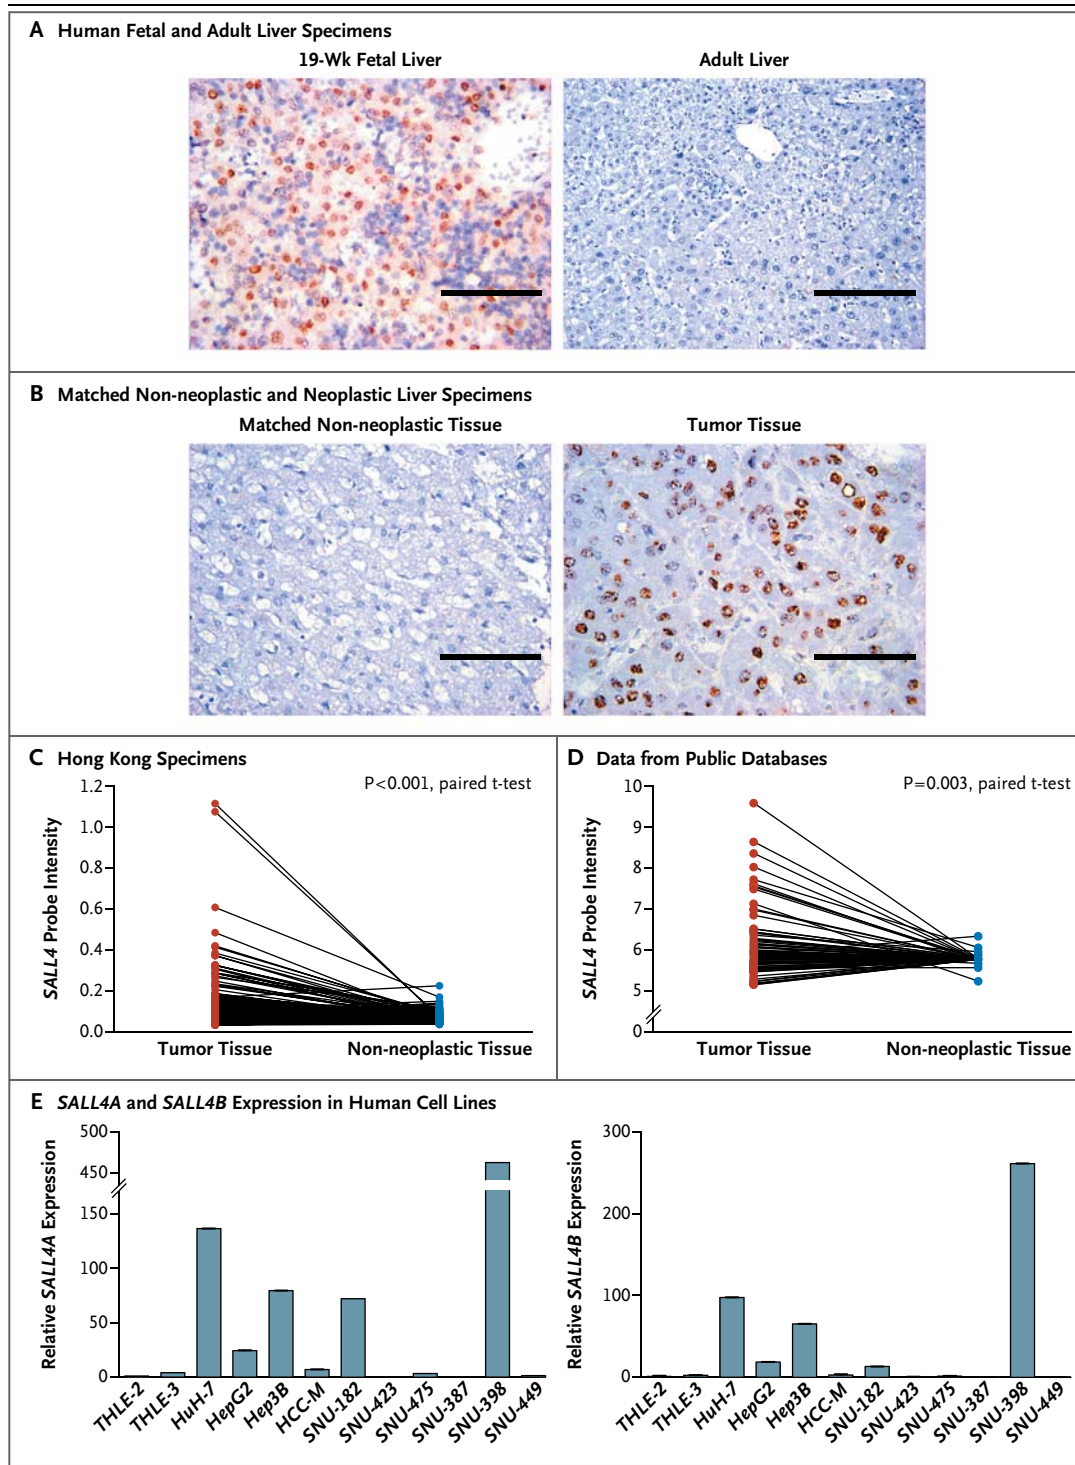 A Human Fetal and Adult Liver Specimens
19-Wk Fetal Liver
Adult Liver
B Matched Non-neoplastic and Neoplastic Liver Specimens
Matched Non-neoplastic Tissue
Tumor Tissue
C Hong Kong Specimens
P<0.001, paired t-test
SALL4 Probe Intensity
1.2
1.0
0.8
0.6
0.4
0.2
0.0
Tumor Tissue
Non-neoplastic Tissue
D Data from Public Databases
P=0.003, paired t-test
SALL4 Probe Intensity
10
9
8
7
6
5
0
Tumor Tissue
Non-neoplastic Tissue
E SALL4A and SALL4B Expression in Human Cell Lines
Relative SALL4A Expression
500
450
150
100
50
0
THLE-2
THLE-3
HuH-7
HepG2
Hep3B
HCC-M
SNU-182
SNU-423
SNU-475
SNU-387
SNU-398
SNU-449
Relative SALL4B Expression
300
200
100
0
THLE-2
THLE-3
HuH-7
HepG2
Hep3B
HCC-M
SNU-182
SNU-423
SNU-475
SNU-387
SNU-398
SNU-449